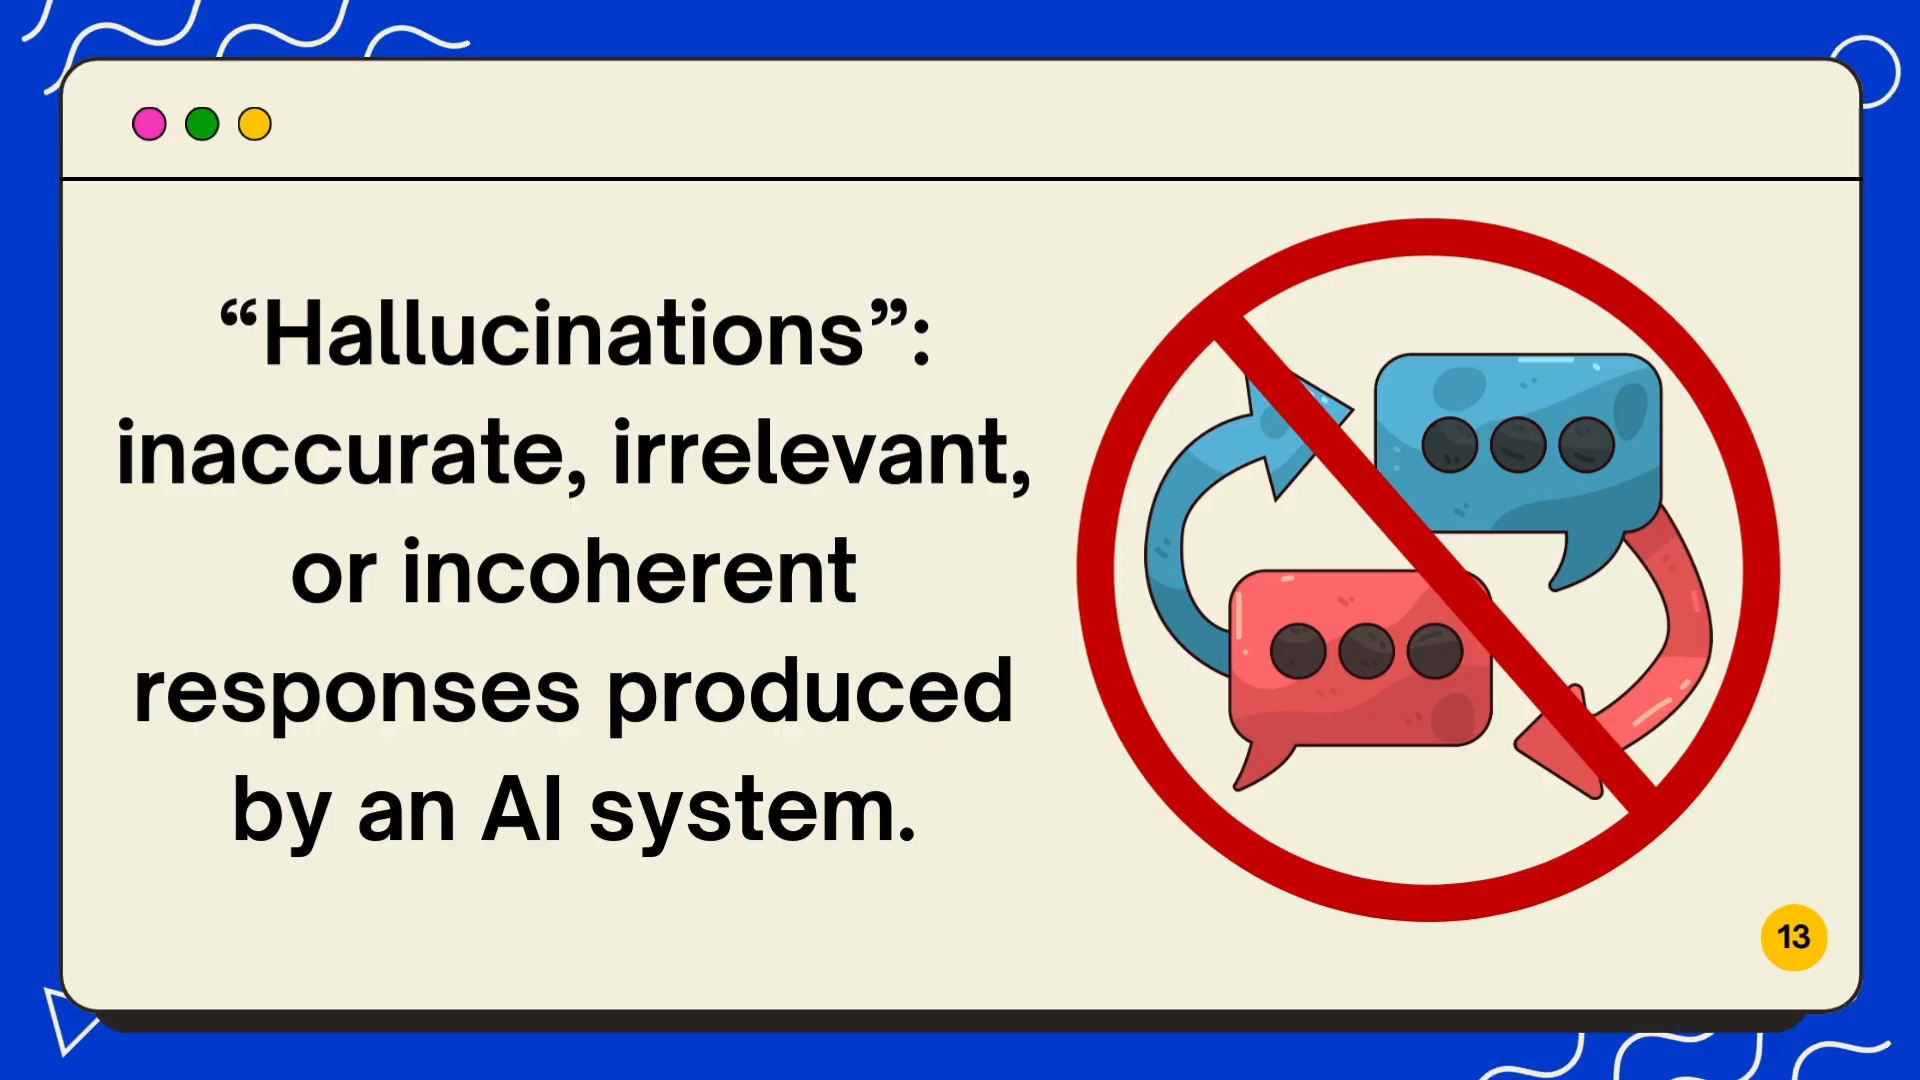 “Hallucinations”:
inaccurate, irrelevant,
or incoherent
responses produced
by an AI system.
13